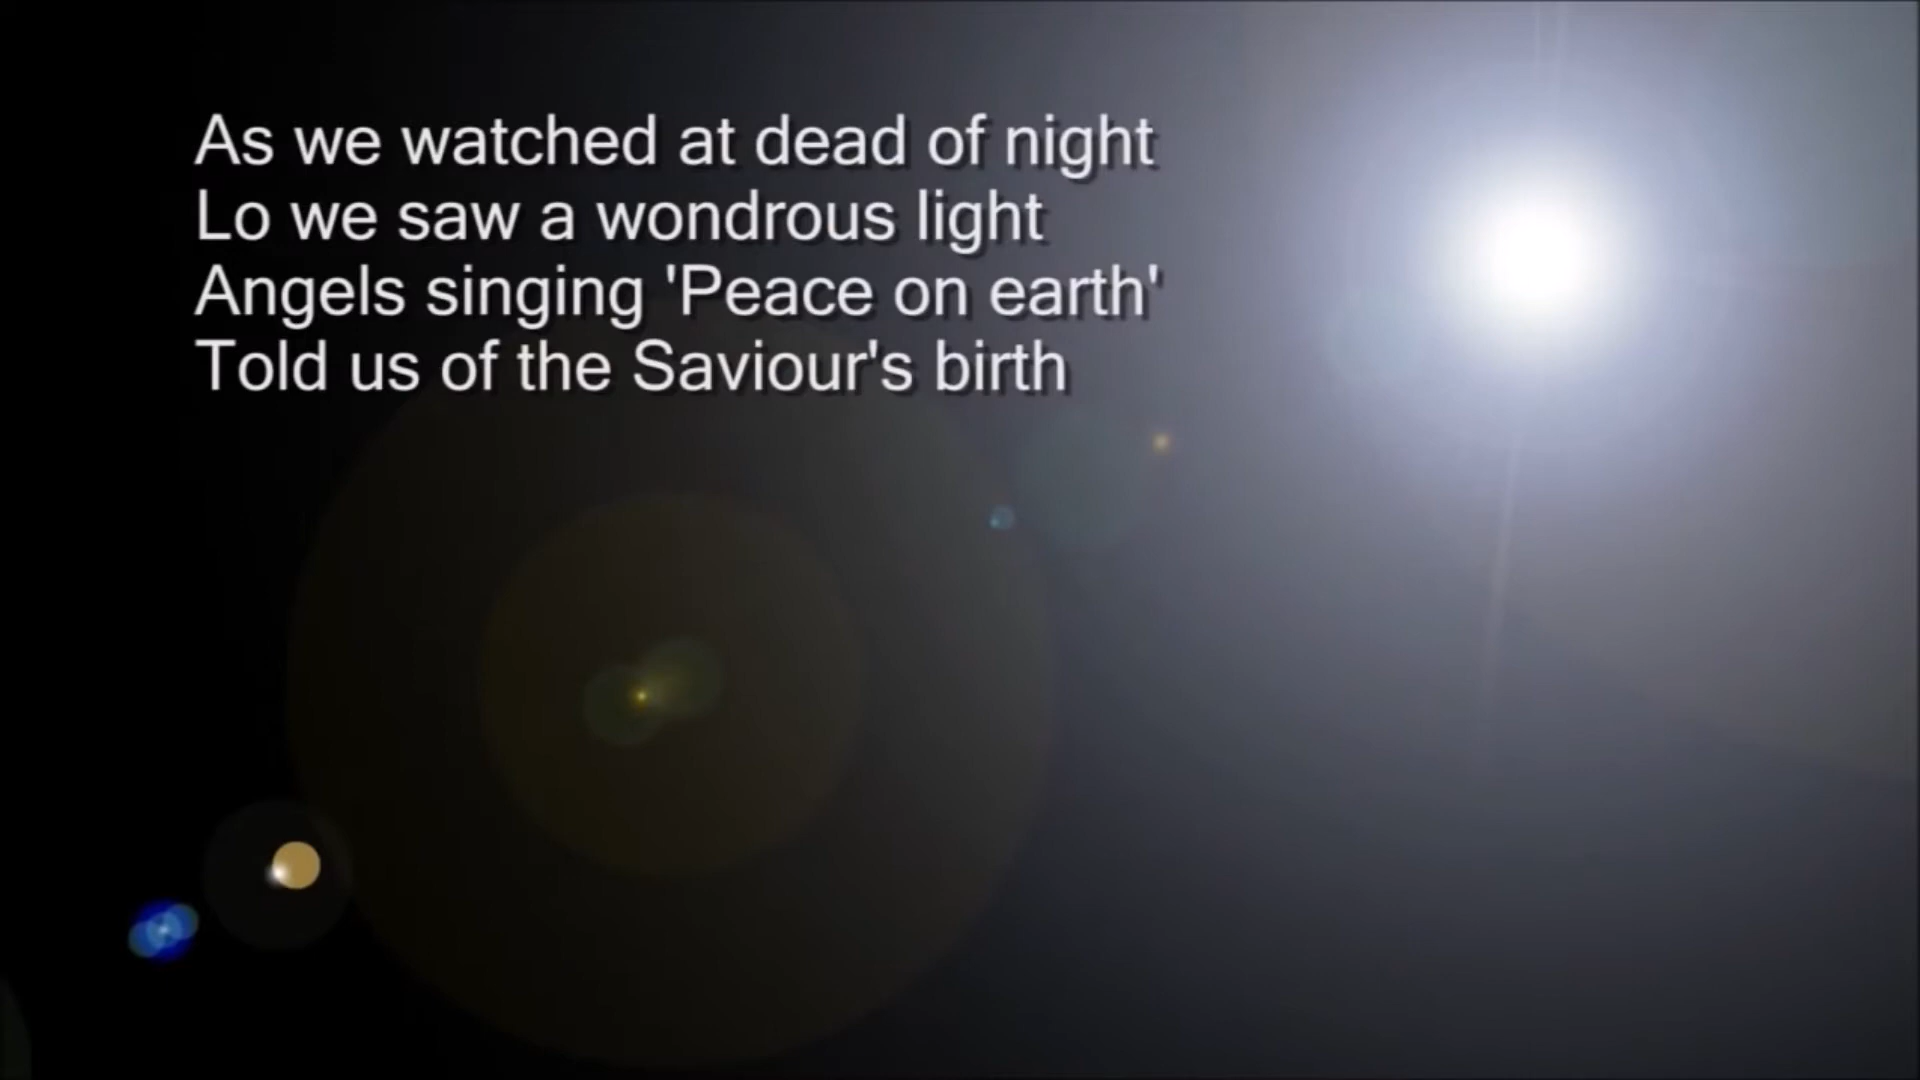 As we watched at dead of night
Lo we saw a wondrous light
Angels singing 'Peace on earth'
Told us of the Saviour's birth